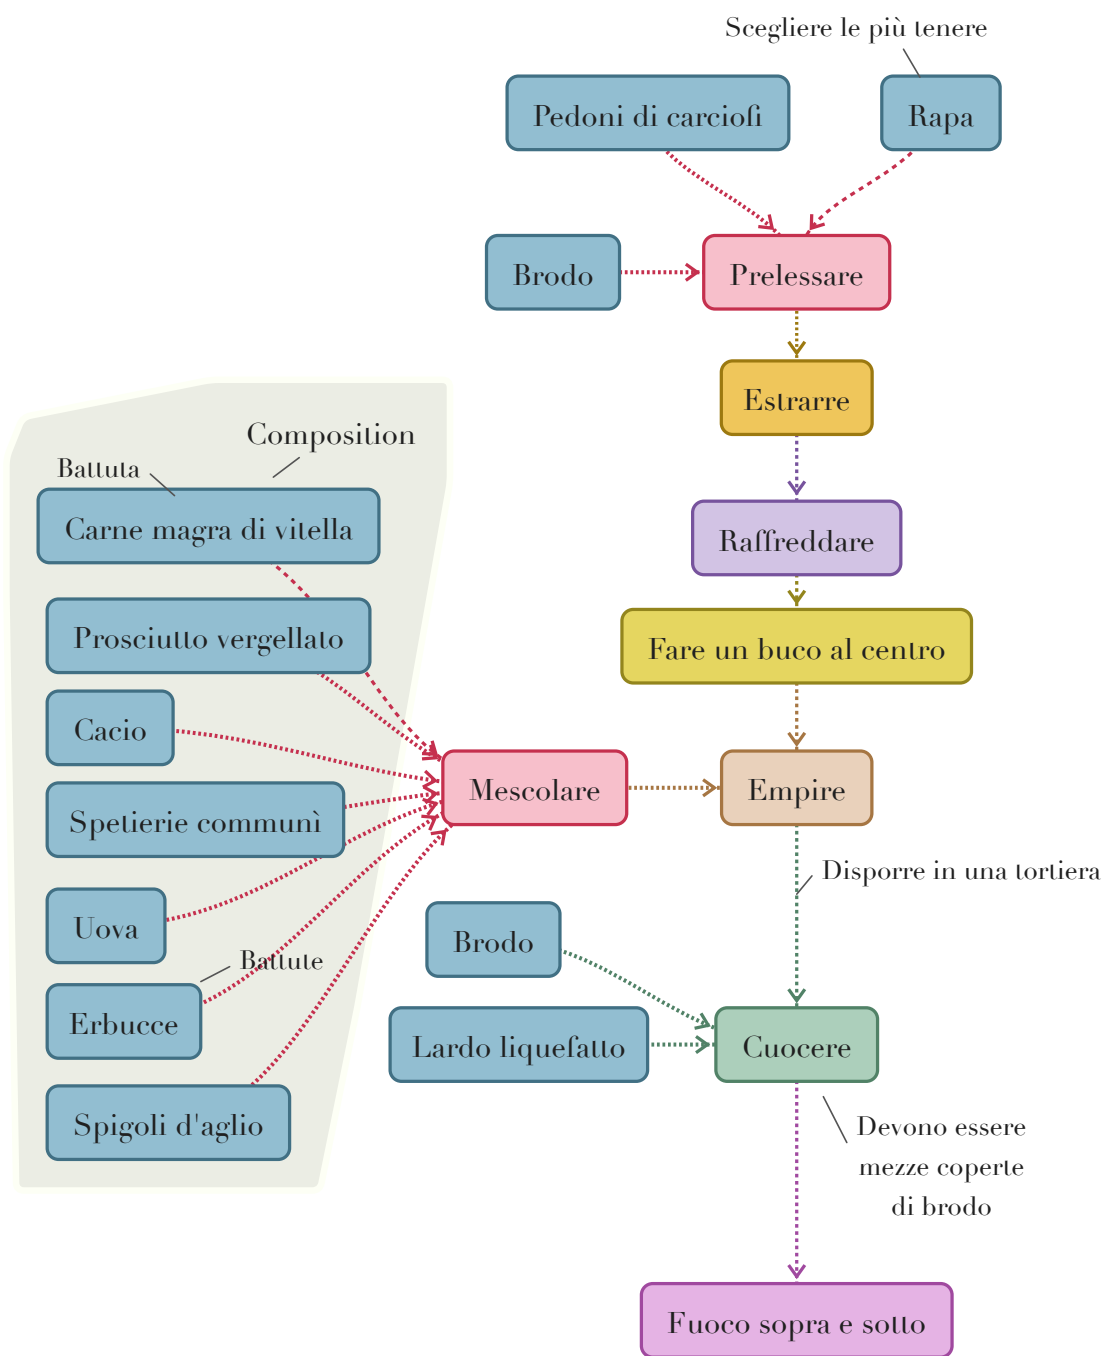 Scegliere le più tenere
Pedoni di carciofi
Rapa
Brodo
Prelessare
Estrarre
Composition
Battuta
Carne magra di vitella
Raffreddare
Prosciutto vergellato
Fare un buco al centro
Cacio
Mescolare
Empire
Spetierie communì
Disporre in una tortiera
Uova
Brodo
Battute
Erbucce
Lardo liquefatto
Cuocere
Spigoli d'aglio
Devono essere
mezze coperte
di brodo
Fuoco sopra e sotto